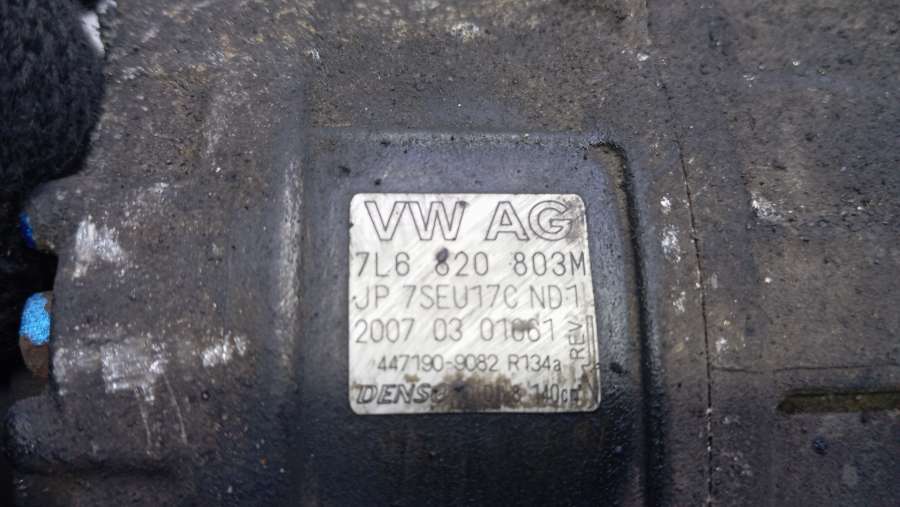 VW AG
7L6 820 803M
JP 7SEU17C ND1
2007 03 01661
REV.
447190-9082 R134a
DENSO 140cm